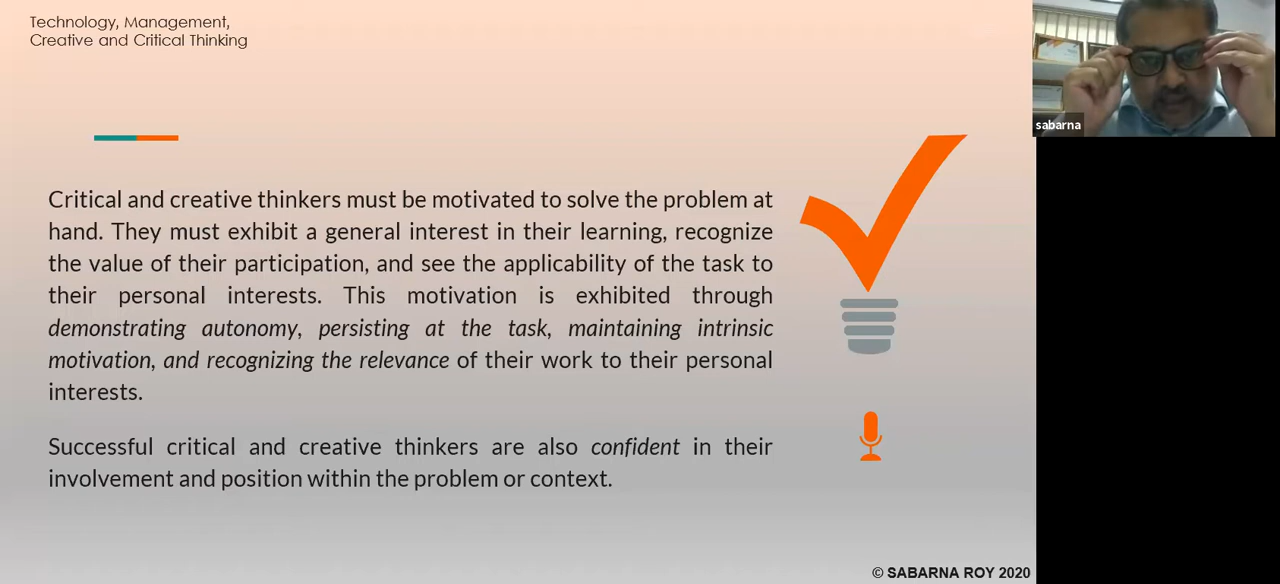 Technology, Management,
Creative and Critical Thinking
sabarna
Critical and creative thinkers must be motivated to solve the problem at
hand. They must exhibit a general interest in their learning, recognize
the value of their participation, and see the applicability of the task to
their personal interests. This motivation is exhibited through
demonstrating autonomy, persisting at the task, maintaining intrinsic
motivation, and recognizing the relevance of their work to their personal
interests.
Successful critical and creative thinkers are also confident in their
involvement and position within the problem or context.
© SABARNA ROY 2020